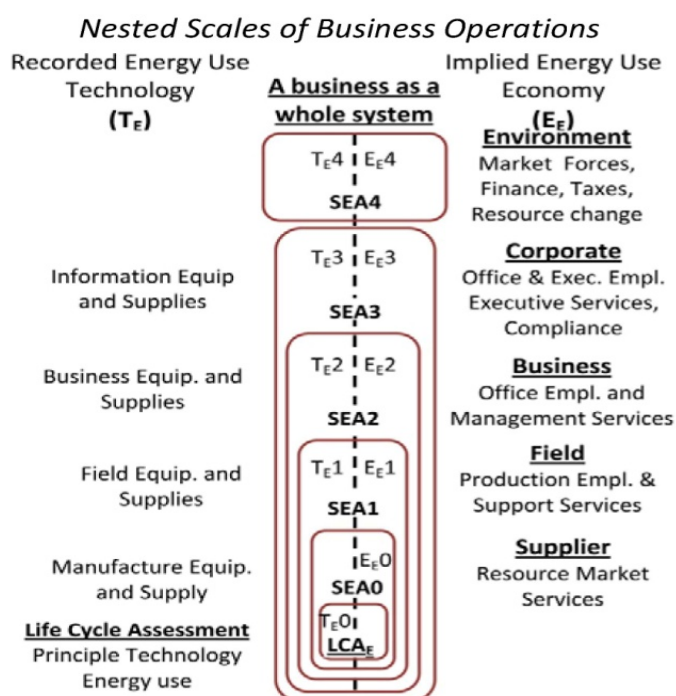 Nested Scales of Business Operations
Recorded Energy Use
Technology
(TE)
A business as a
whole system
Implied Energy Use
Economy
(EE)
TE4 EE4
SEA4
Environment
Market Forces,
Finance, Taxes,
Resource change
TE3 EE3
SEA3
Information Equip
and Supplies
Corporate
Office & Exec. Empl.
Executive Services,
Compliance
TE2 EE2
SEA2
Business Equip. and
Supplies
Business
Office Empl. and
Management Services
TE1 EE1
SEA1
Field Equip. and
Supplies
Field
Production Empl. &
Support Services
EE0
SEA0
Manufacture Equip.
and Supply
Supplier
Resource Market
Services
TE0
LCAE
Life Cycle Assessment
Principle Technology
Energy use